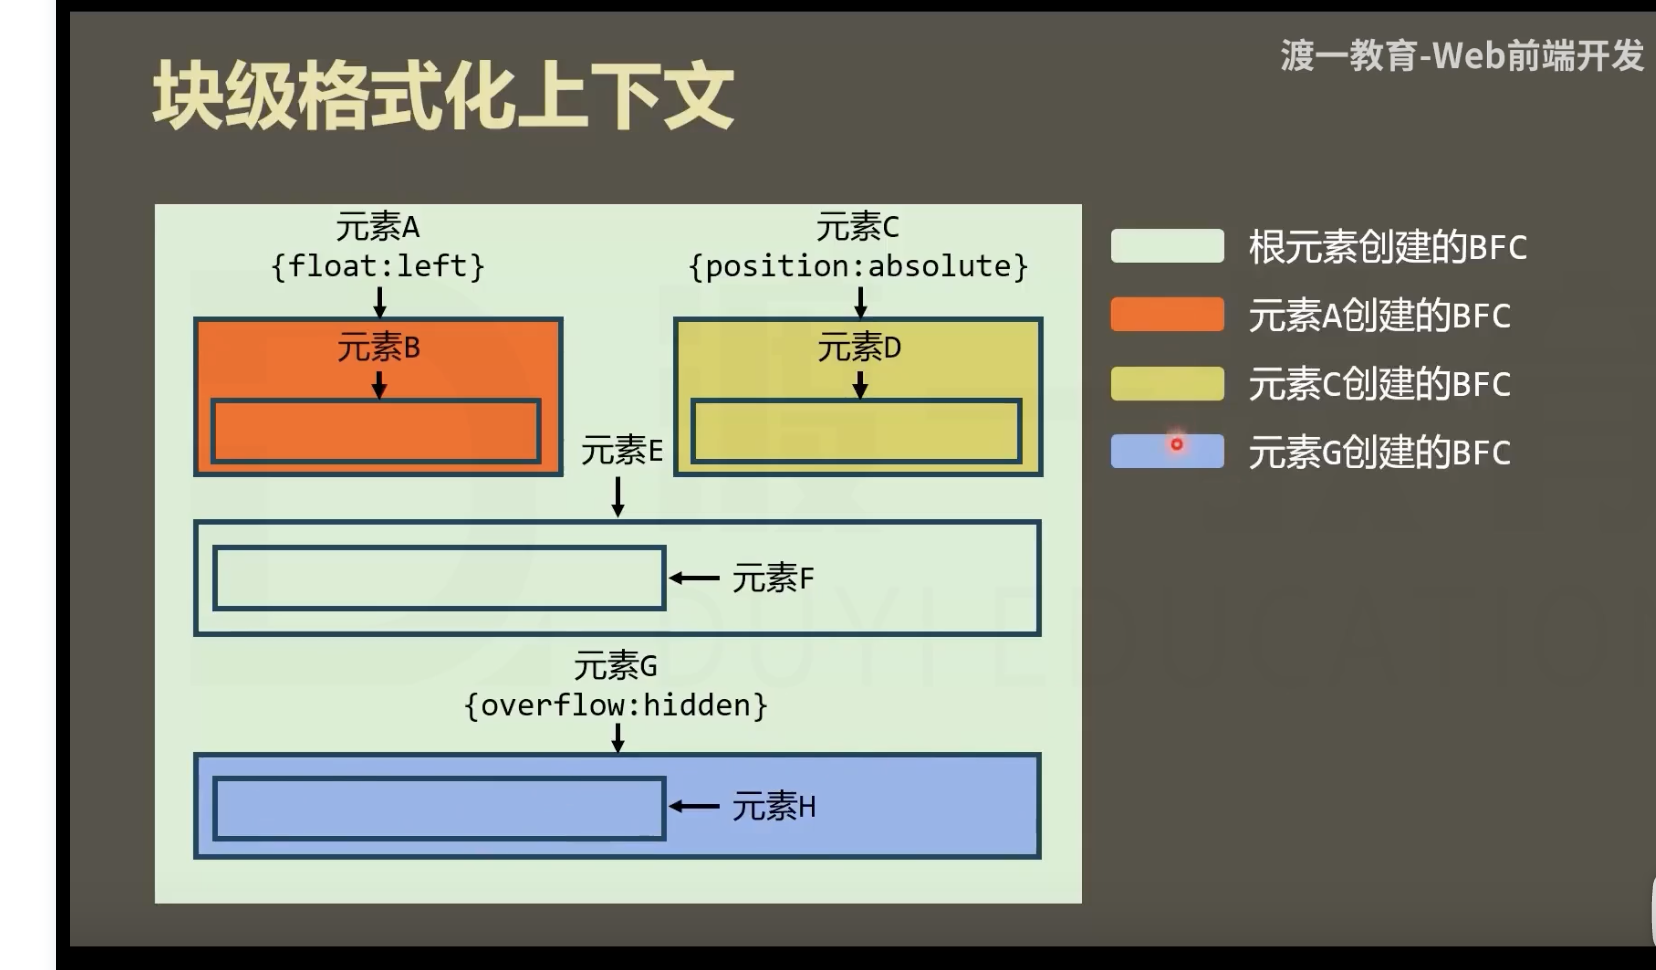 渡一教育-Web前端开发
块级格式化上下文
元素A
{float:left}
元素B
元素C
{position:absolute}
元素D
元素E
元素F
元素G
{overflow:hidden}
元素H
根元素创建的BFC
元素A创建的BFC
元素C创建的BFC
元素G创建的BFC
DUYI EDUCATION